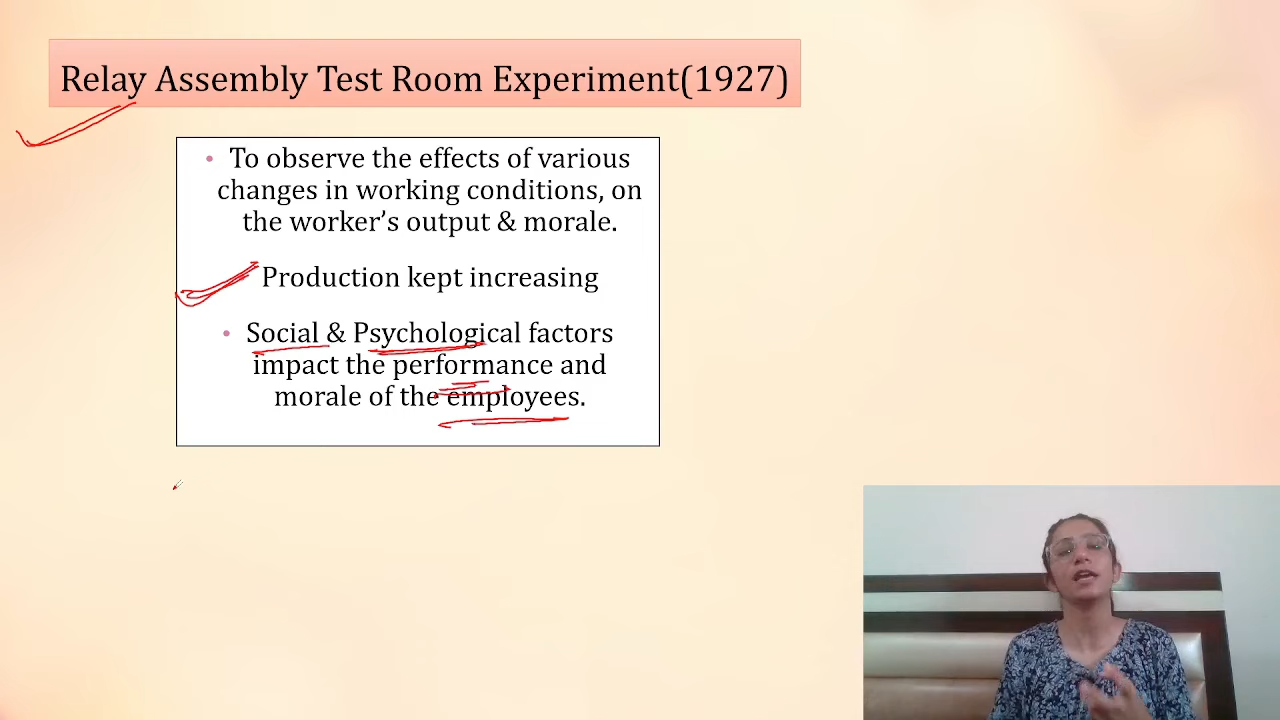 Relay Assembly Test Room Experiment(1927)
• To observe the effects of various
changes in working conditions, on
the worker's output & morale.
Production kept increasing
• Social & Psychological factors
impact the performance and
morale of the employees.